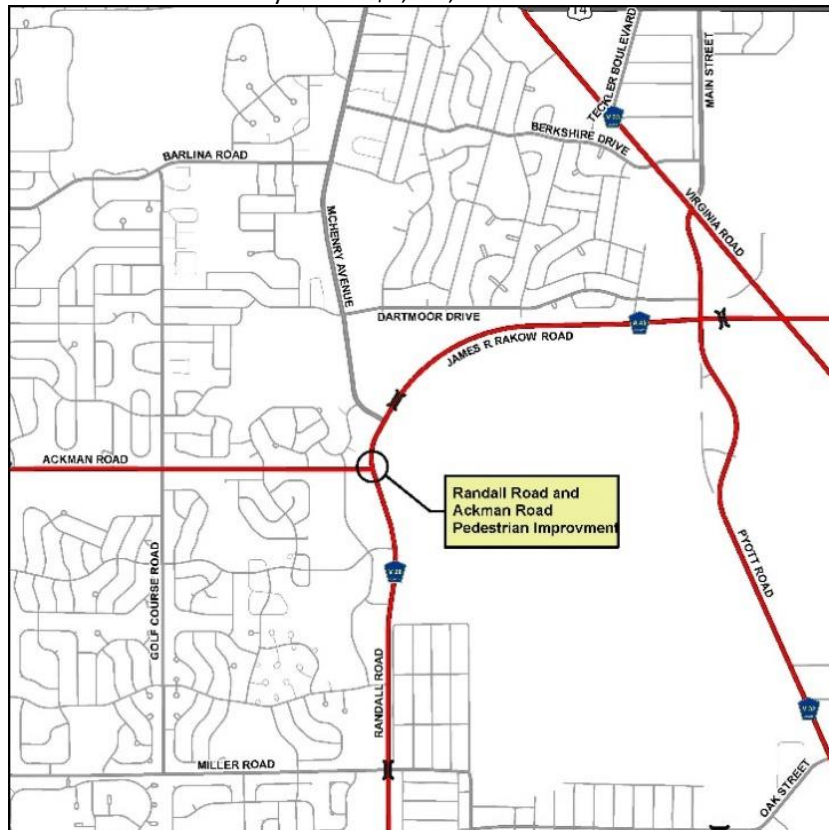 14
TECKLER BOULEVARD
MAIN STREET
BERKSHIRE DRIVE
BARLINA ROAD
MCHENRY AVENUE
VIRGINIA ROAD
DARTMOOR DRIVE
JAMES R RAKOW ROAD
ACKMAN ROAD
Randall Road and
Ackman Road
Pedestrian Improvment
GOLF COURSE ROAD
PYOTT ROAD
RANDALL ROAD
MILLER ROAD
OAK STREET